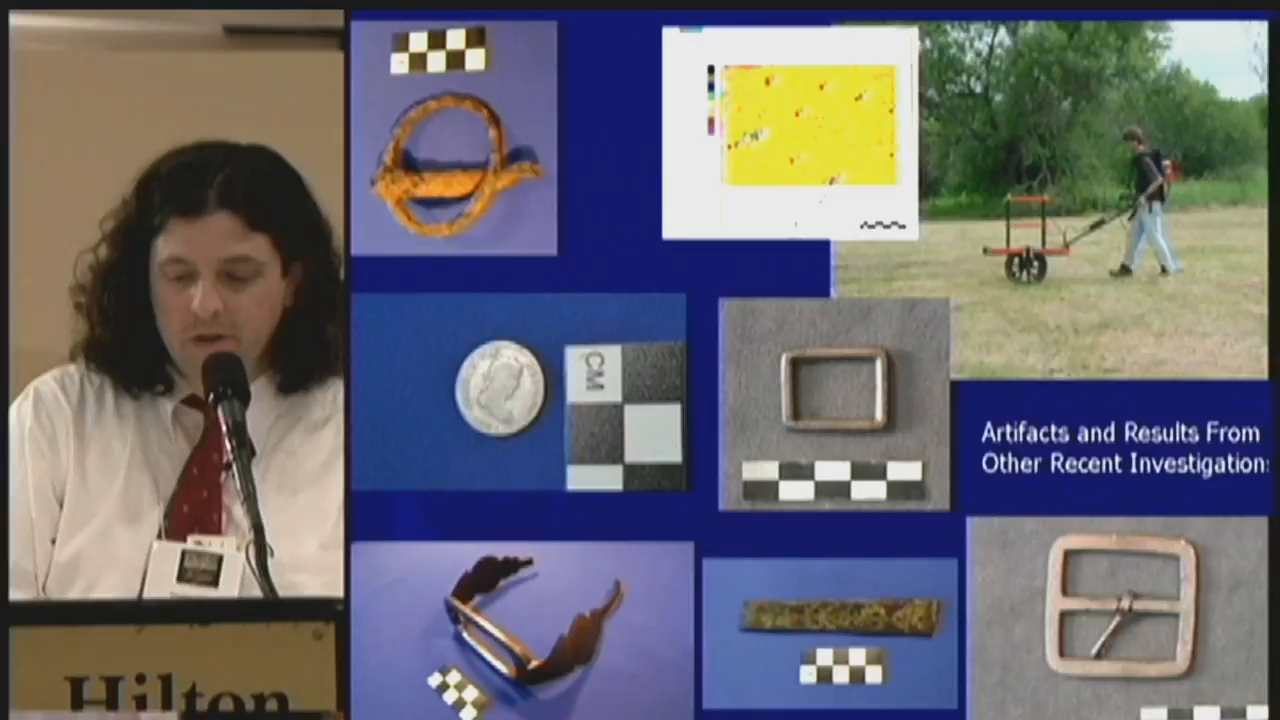 CM
Artifacts and Results From
Other Recent Investigation
Hilton